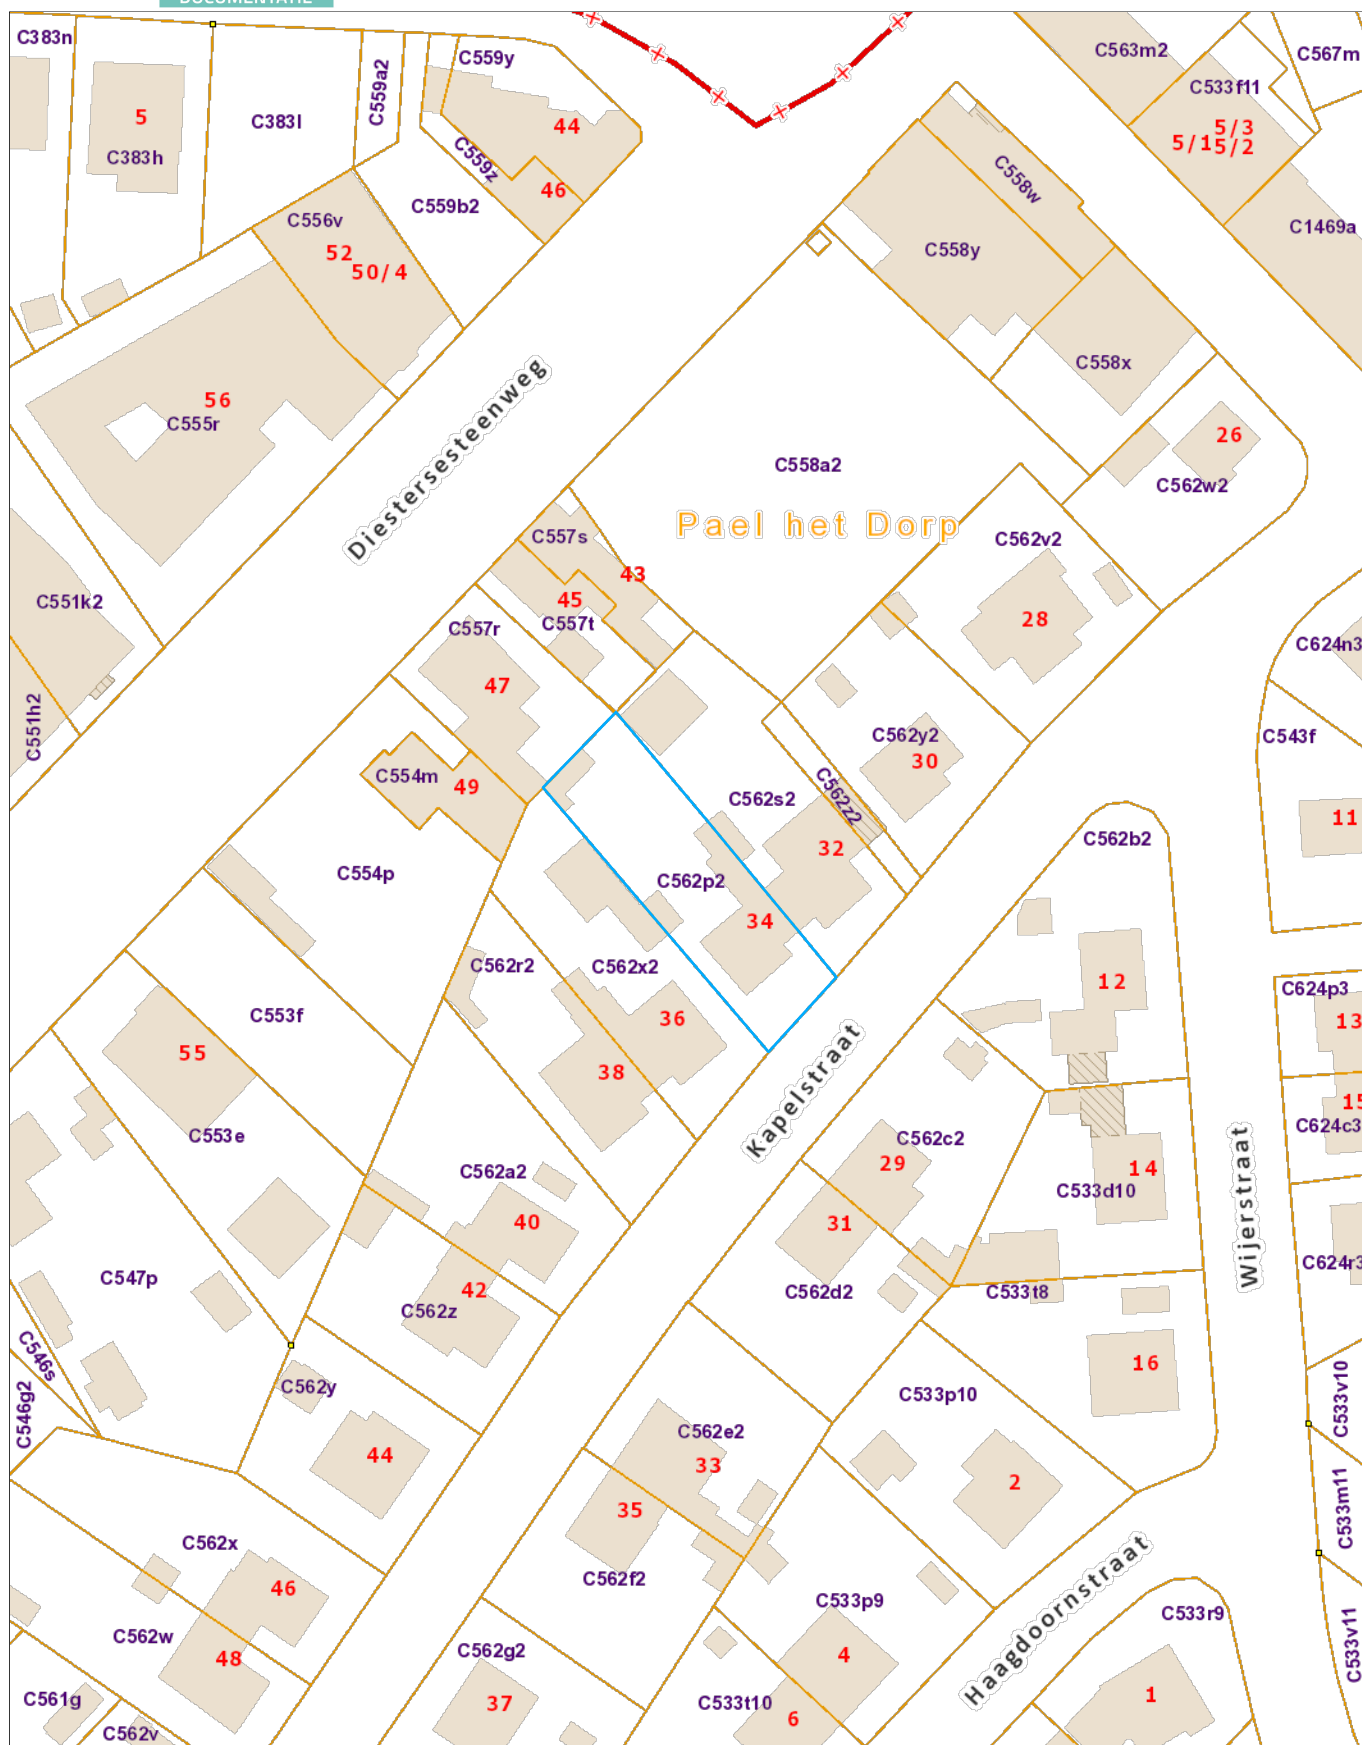 DOCUMENTATIE
C383n
C559y
C563m2
C567m
C559a2
C533f11
5
C383l
44
5/3
5/1
5/2
C383h
C559z
46
C558w
C559b2
C556v
C1469a
52
50/4
C558y
C558x
Diestersesteenweg
56
C555r
26
C558a2
C562w2
Pael het Dorp
C557s
C562v2
43
45
C551k2
C557t
28
C557r
C624n3
47
C551h2
C562y2
C543f
30
C554m
49
C562z2
C562s2
11
32
C562b2
C554p
C562p2
34
C562r2
C562x2
12
C624p3
C553f
36
13
55
38
Kapelstraat
15
C553e
C562c2
C624c3
29
14
C562a2
C533d10
Wijerstraat
40
31
C547p
C624r3
42
C562d2
C533t8
C562z
C546s
16
C562y
C533p10
C533v10
C546g2
C562e2
44
33
2
35
C533m11
C562x
C562f2
46
Haagdoornstraat
C533p9
C533r9
C562w
C562g2
C533v11
48
4
C561g
37
C533t10
1
6
C562v